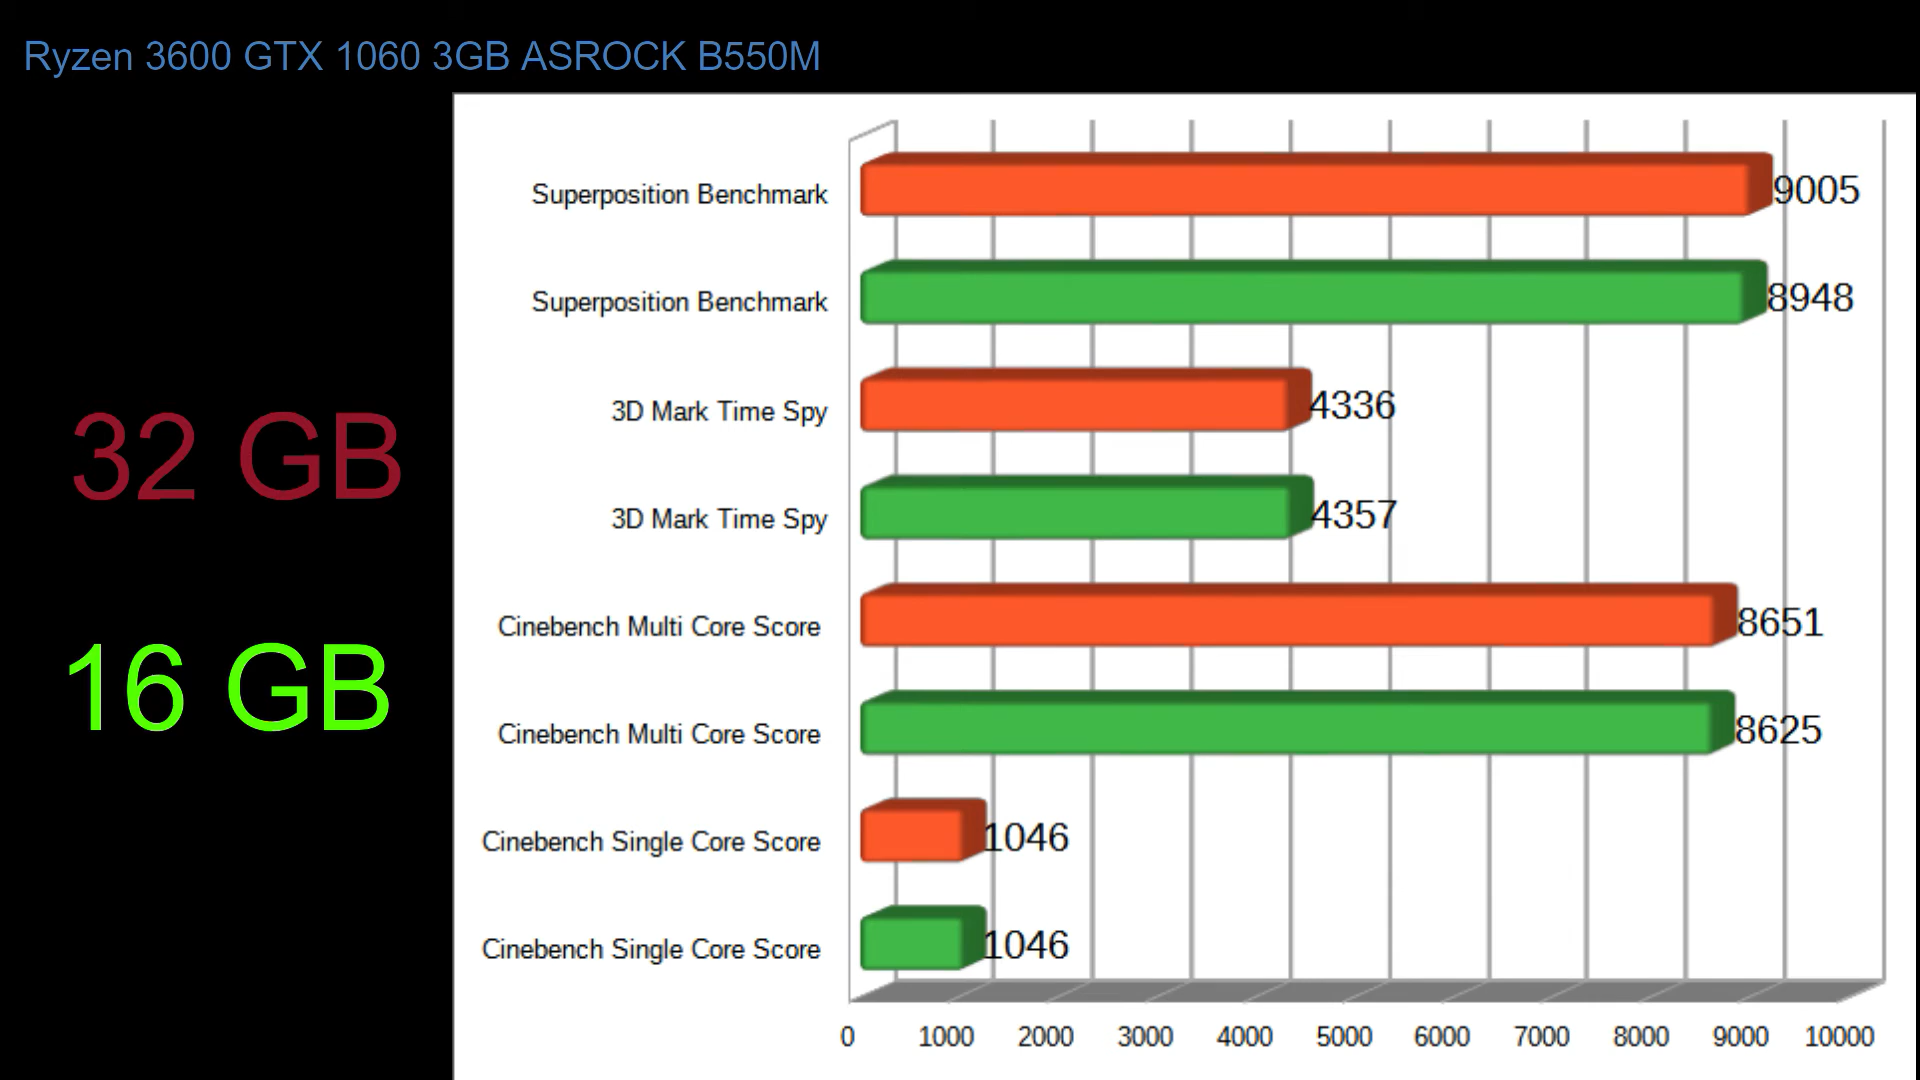 Ryzen 3600 GTX 1060 3GB ASROCK B550M
32 GB
16 GB
Superposition Benchmark 9005
Superposition Benchmark 8948
3D Mark Time Spy 4336
3D Mark Time Spy 4357
Cinebench Multi Core Score 8651
Cinebench Multi Core Score 8625
Cinebench Single Core Score 1046
Cinebench Single Core Score 1046
0 1000 2000 3000 4000 5000 6000 7000 8000 9000 10000